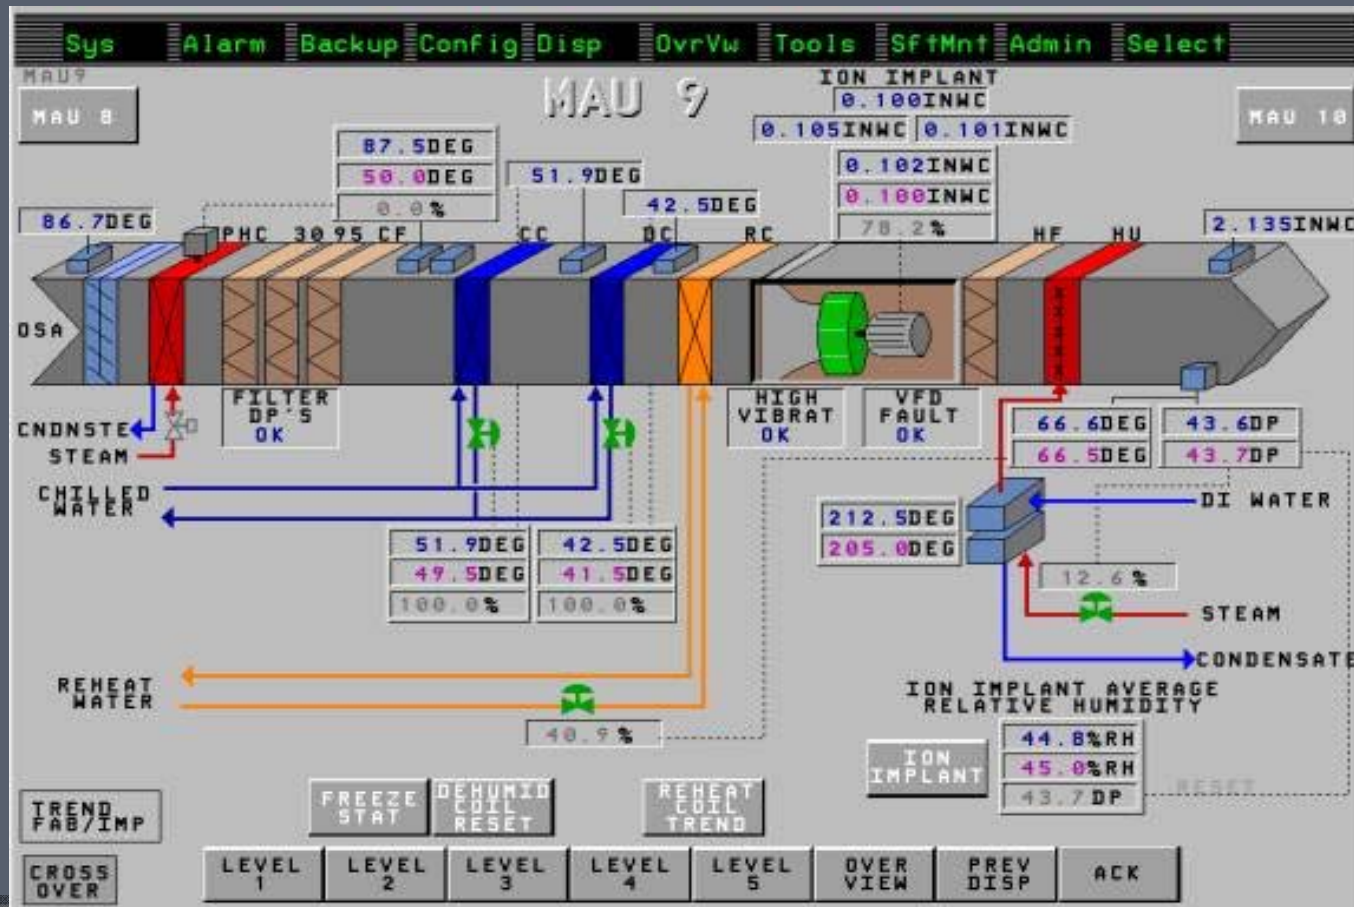 Sys Alarm Backup Config Disp OvrVw Tools SftMnt Admin Select
MAU9
MAU 9
ION IMPLANT
MAU 8
0.100INWC
MAU 10
0.105INWC 0.101INWC
87.5DEG
50.0DEG
0.0%
51.9DEG
0.102INWC
0.100INWC
78.2%
86.7DEG
42.5DEG
2.135INWC
PHC 30 95 CF CC DC RC HF HU
OSA
FILTER
DP'S
OK
HIGH
VIBRAT
OK
VFD
FAULT
OK
66.6DEG
66.5DEG
43.6DP
43.7DP
CNDNSTE
STEAM
CHILLED
WATER
DI WATER
212.5DEG
205.0DEG
51.9DEG
49.5DEG
100.0%
42.5DEG
41.5DEG
100.0%
12.6%
STEAM
CONDENSATE
REHEAT
WATER
40.9%
ION IMPLANT AVERAGE
RELATIVE HUMIDITY
ION
IMPLANT
44.8%RH
45.0%RH
43.7DP
RESET
TREND
FAB/IMP
FREEZE
STAT
DEHUMID
COIL
RESET
REHEAT
COIL
TREND
CROSS
OVER
LEVEL
1
LEVEL
2
LEVEL
3
LEVEL
4
LEVEL
5
OVER
VIEW
PREV
DISP
ACK